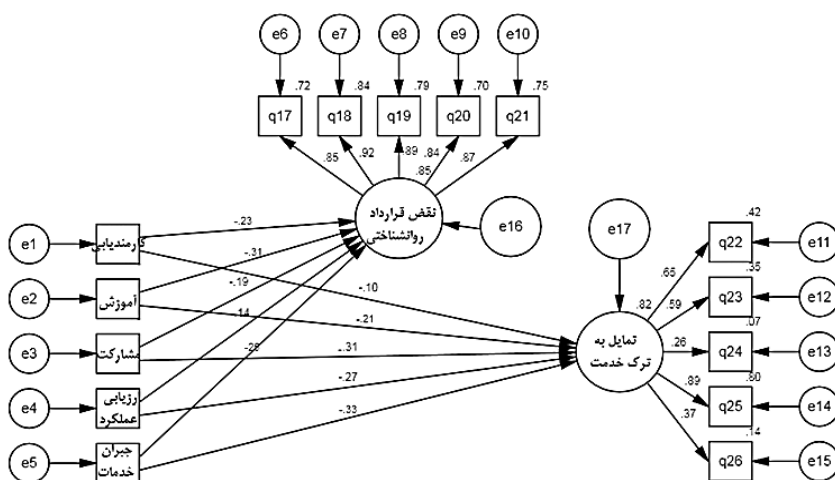 e6 e7 e8 e9 e10
.72 .84 .79 .70 .75
q17 q18 q19 q20 q21
.85 .92 .89 .84 .87
.85
نقض قرارداد
روانشناختی
e16
e17
e1
کارمندیابی
-.23
-.10
e2
آموزش
-.31
-.21
e3
مشارکت
-.19
-.31
e4
ارزیابی
عملکرد
.14
-.27
e5
جبران
خدمات
-.33
.82
تمایل به
ترک خدمت
.42
.65
q22
e11
.35
.59
q23
e12
.07
.26
q24
e13
.80
.89
q25
e14
.14
.37
q26
e15